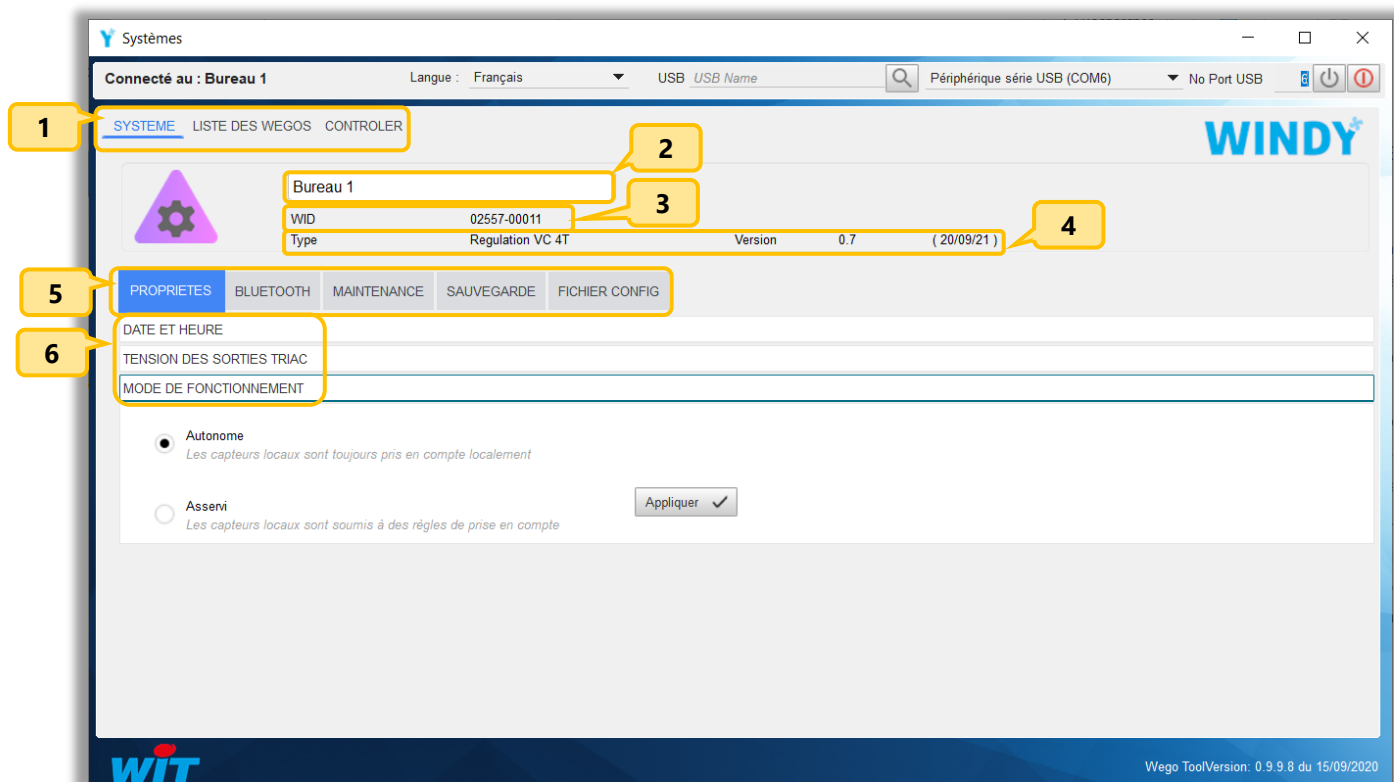 Systèmes
Connecté au : Bureau 1 Langue : Français USB USB Name Périphérique série USB (COM6) No Port USB 6
1 SYSTEME LISTE DES WEGOS CONTROLER WINDY
2
Bureau 1
3
WID 02557-00011
4
Type Regulation VC 4T Version 0.7 ( 20/09/21 )
5 PROPRIETES BLUETOOTH MAINTENANCE SAUVEGARDE FICHIER CONFIG
DATE ET HEURE
6 TENSION DES SORTIES TRIAC
MODE DE FONCTIONNEMENT
Autonome
Les capteurs locaux sont toujours pris en compte localement
Appliquer
Asservi
Les capteurs locaux sont soumis à des régles de prise en compte
WIT
Wego ToolVersion: 0.9.9.8 du 15/09/2020